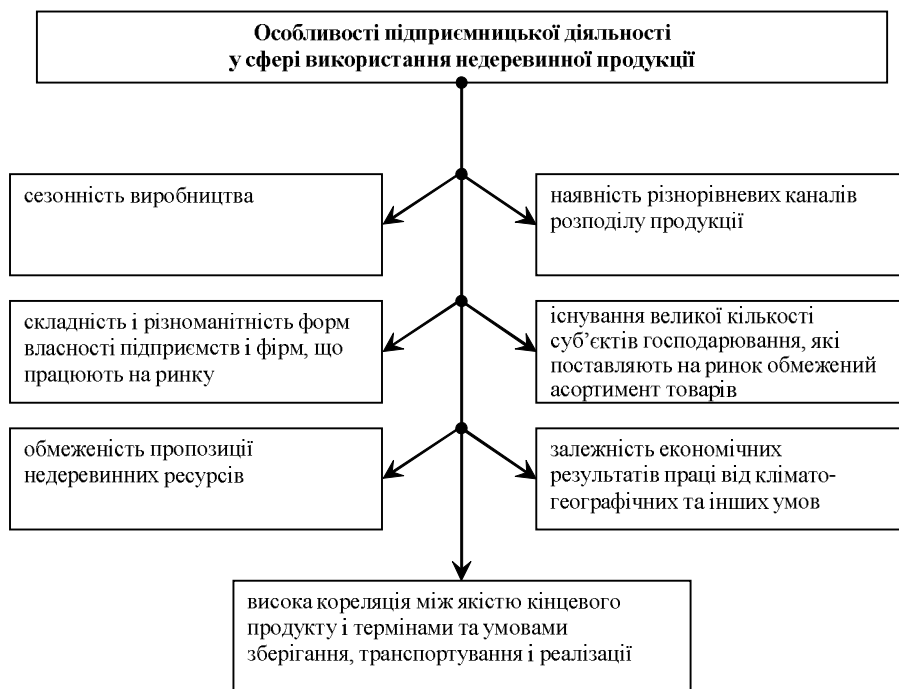 Особливості підприємницької діяльності
у сфері використання недеревинної продукції
сезонність виробництва
наявність різнорівневих каналів
розподілу продукції
складність і різноманітність форм
власності підприємств і фірм, що
працюють на ринку
існування великої кількості
суб’єктів господарювання, які
поставляють на ринок обмежений
асортимент товарів
обмеженість пропозиції
недеревинних ресурсів
залежність економічних
результатів праці від клімато-
географічних та інших умов
висока кореляція між якістю кінцевого
продукту і термінами та умовами
зберігання, транспортування і реалізації